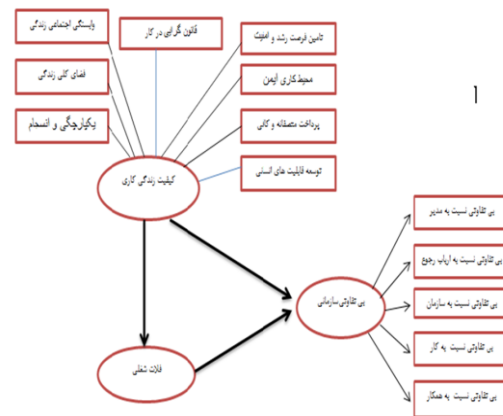 وابستگی اجتماعی زندگی
قانون گرایی در کار
تامین فرصت رشد و امنیت
فضای کلی زندگی
محیط کاری ایمن
یکپارچگی و انسجام
پرداخت منصفانه و کافی
توسعه قابلیت های انسانی
کیفیت زندگی کاری
بی تفاوتی سازمانی
فلات شغلی
بی تفاوتی نسبت به مدیر
بی تفاوتی نسبت به ارباب رجوع
بی تفاوتی نسبت به سازمان
بی تفاوتی نسبت به کار
بی تفاوتی نسبت به همکار